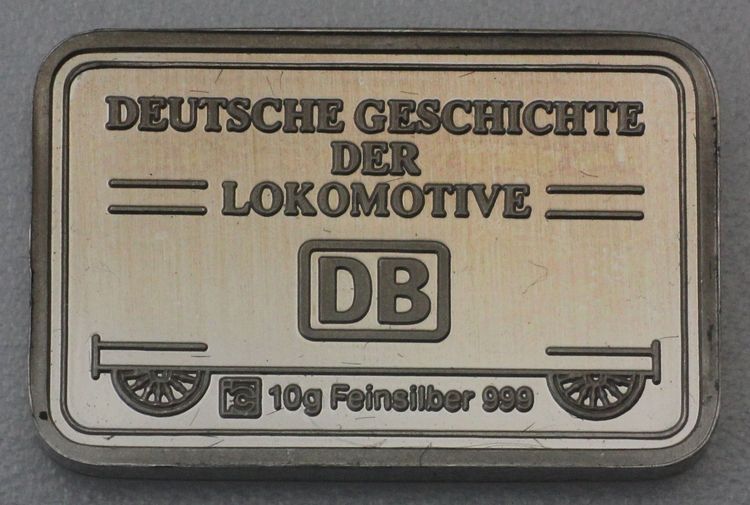 DEUTSCHE GESCHICHTE
DER
LOKOMOTIVE
DB
10g Feinsilber 999